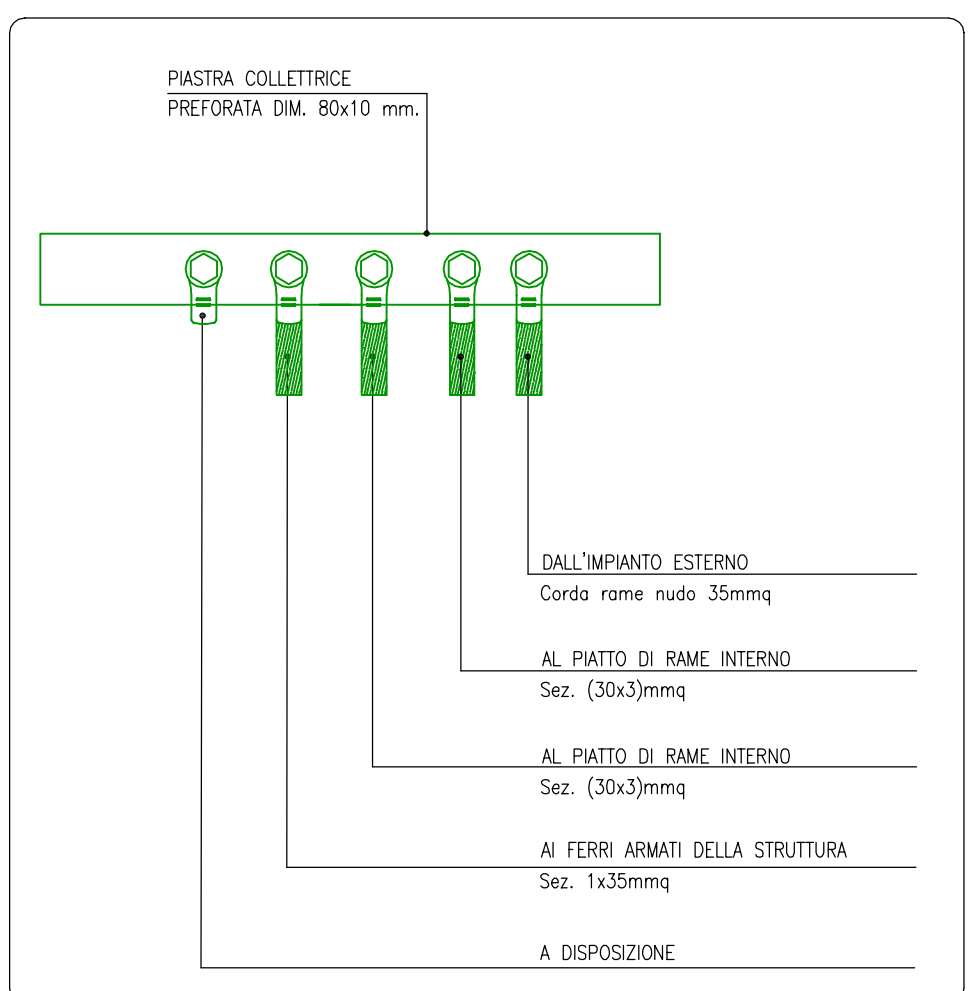 PIASTRA COLLETTRICE
PREFORATA DIM. 80x10 mm.
DALL'IMPIANTO ESTERNO
Corda rame nudo 35mmq
AL PIATTO DI RAME INTERNO
Sez. (30x3)mmq
AL PIATTO DI RAME INTERNO
Sez. (30x3)mmq
AI FERRI ARMATI DELLA STRUTTURA
Sez. 1x35mmq
A DISPOSIZIONE